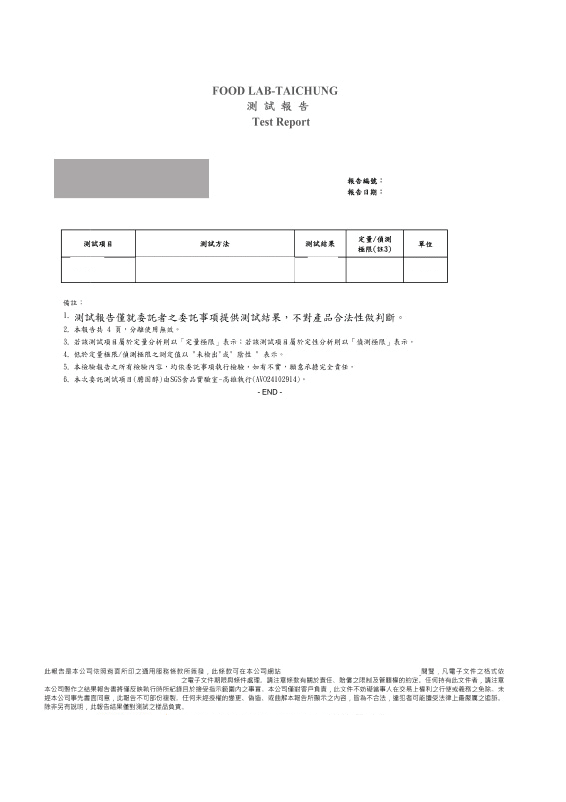 FOOD LAB-TAICHUNG
測 試 報 告
Test Report
報告編號：
報告日期：
測試項目 測試方法 測試結果 定量/偵測 單位
極限(註3)
備註：
1. 測試報告僅就委託者之委託事項提供測試結果，不對產品合法性做判斷。
2. 本報告共 4 頁，分離使用無效。
3. 若該測試項目屬於定量分析則以「定量極限」表示；若該測試項目屬於定性分析則以「偵測極限」表示。
4. 低於定量極限/偵測極限之測定值以 "未檢出"或" 陰性 " 表示。
5. 本檢驗報告之所有檢驗內容，均依委託事項執行檢驗，如有不實，願意承擔完全責任。
6. 本次委託測試項目(膽固醇)由SGS食品實驗室-高雄執行(AVO24102914)。
- END -
此報告是本公司依照背面所印之通用服務條款所簽發，此條款可在本公司網站 閱覽，凡電子文件之格式依
之電子文件期限與條件處理。請注意條款有關於責任、賠償之限制及管轄權的約定。任何持有此文件者，請注意
本公司製作之結果報告書將僅反映執行時所紀錄且於接受指示範圍內之事實。本公司僅對客戶負責，此文件不妨礙當事人在交易上權利之行使或義務之免除。未
經本公司事先書面同意，此報告不可部份複製。任何未經授權的變更、偽造、或曲解本報告所顯示之內容，皆為不合法，違犯者可能遭受法律上最嚴厲之追訴。
除非另有說明，此報告結果僅對測試之樣品負責。